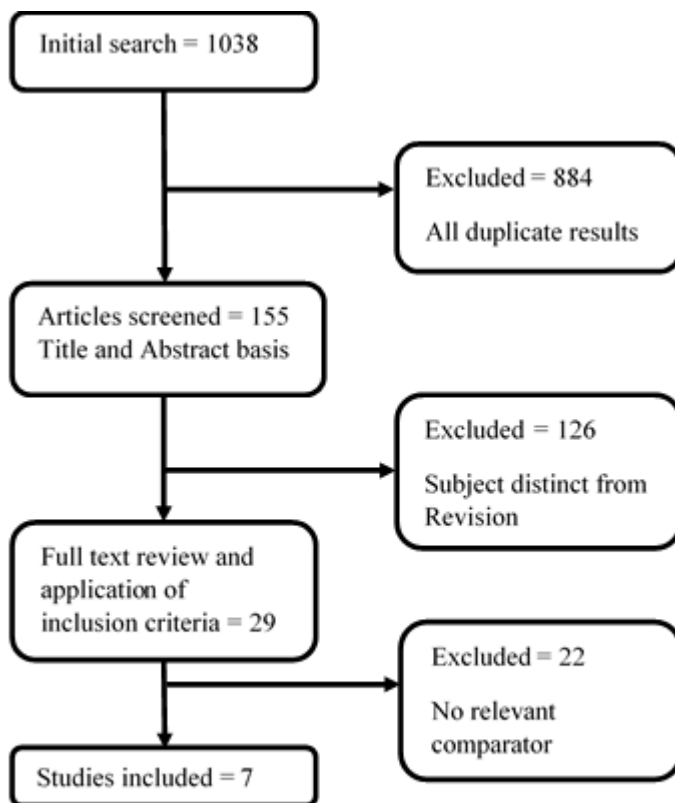 Initial search = 1038
Excluded = 884
All duplicate results
Articles screened = 155
Title and Abstract basis
Excluded = 126
Subject distinct from
Revision
Full text review and
application of
inclusion criteria = 29
Excluded = 22
No relevant
comparator
Studies included = 7